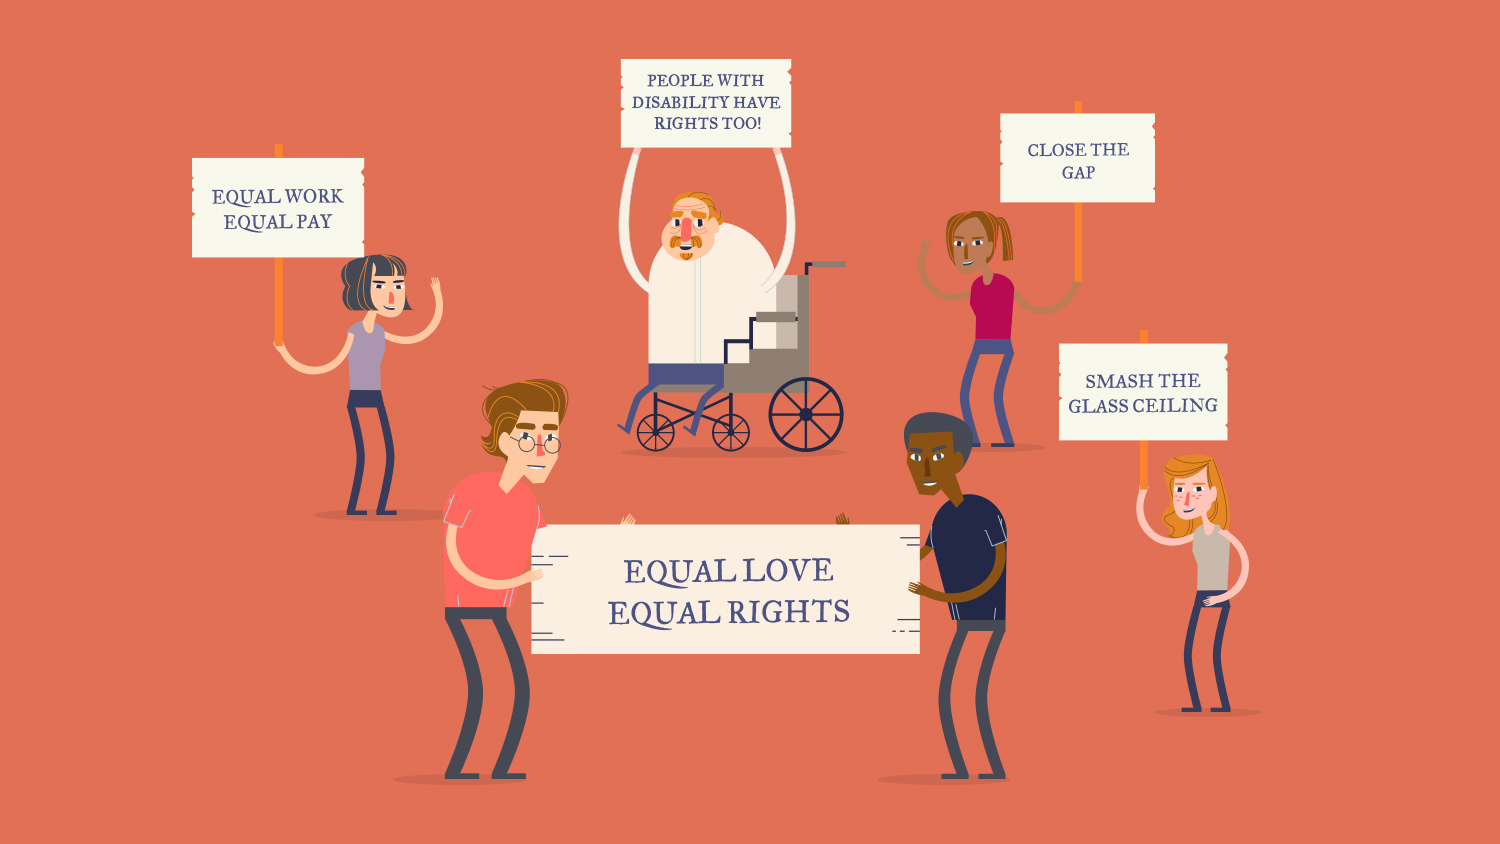 PEOPLE WITH
DISABILITY HAVE
RIGHTS TOO!
CLOSE THE
GAP
EQUAL WORK
EQUAL PAY
SMASH THE
GLASS CEILING
EQUAL LOVE
EQUAL RIGHTS